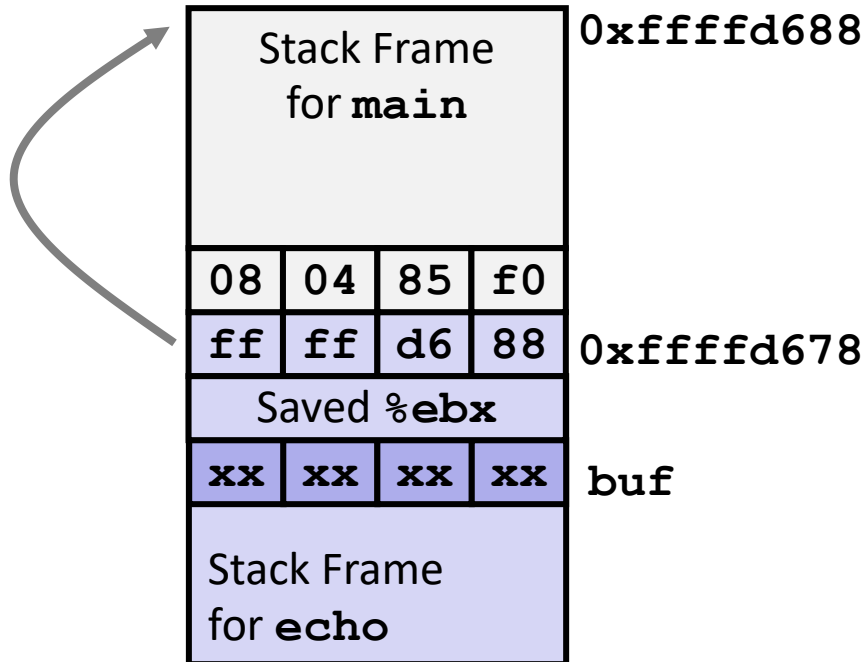 Stack Frame
for main
0xffffd688
08 04 85 f0
ff ff d6 88
0xffffd678
Saved %ebx
xx xx xx xx
buf
Stack Frame
for echo